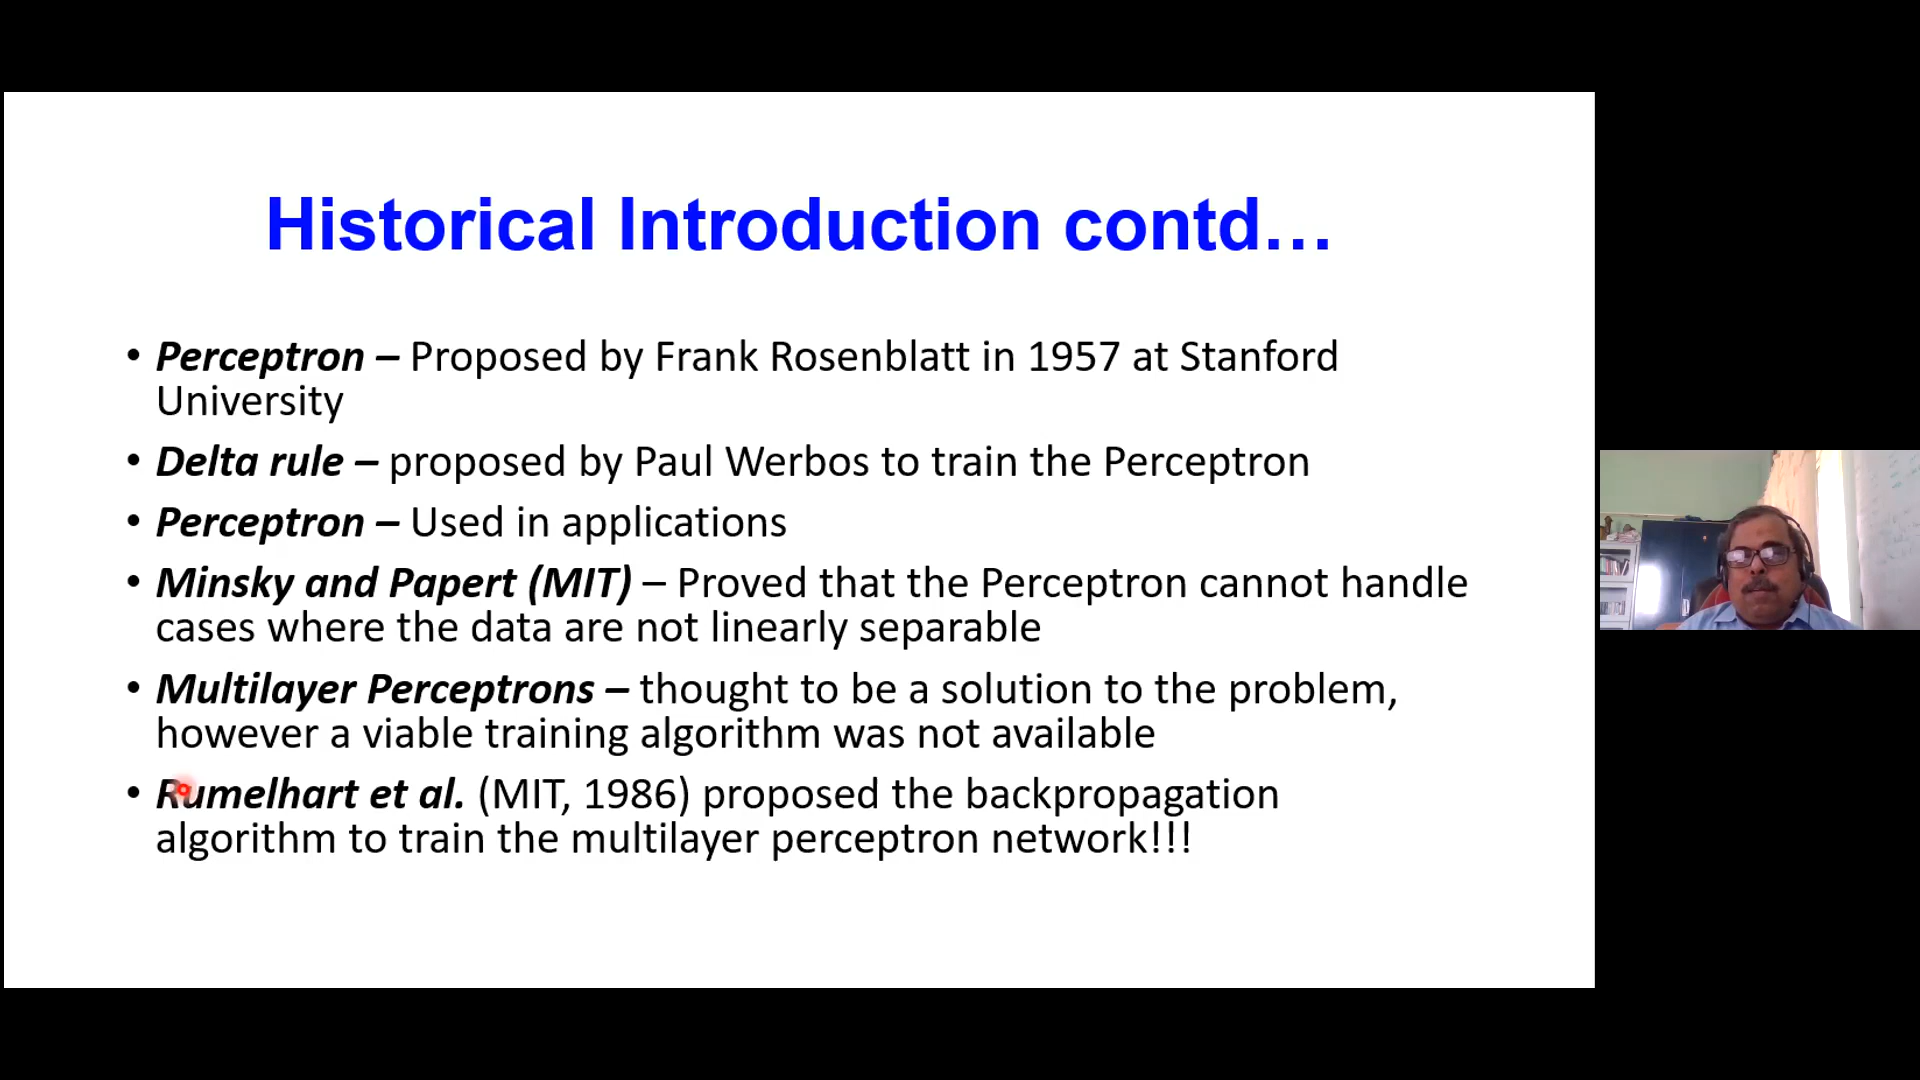 Historical Introduction contd…
• Perceptron – Proposed by Frank Rosenblatt in 1957 at Stanford
University
• Delta rule – proposed by Paul Werbos to train the Perceptron
• Perceptron – Used in applications
• Minsky and Papert (MIT) – Proved that the Perceptron cannot handle
cases where the data are not linearly separable
• Multilayer Perceptrons – thought to be a solution to the problem,
however a viable training algorithm was not available
• Rumelhart et al. (MIT, 1986) proposed the backpropagation
algorithm to train the multilayer perceptron network!!!